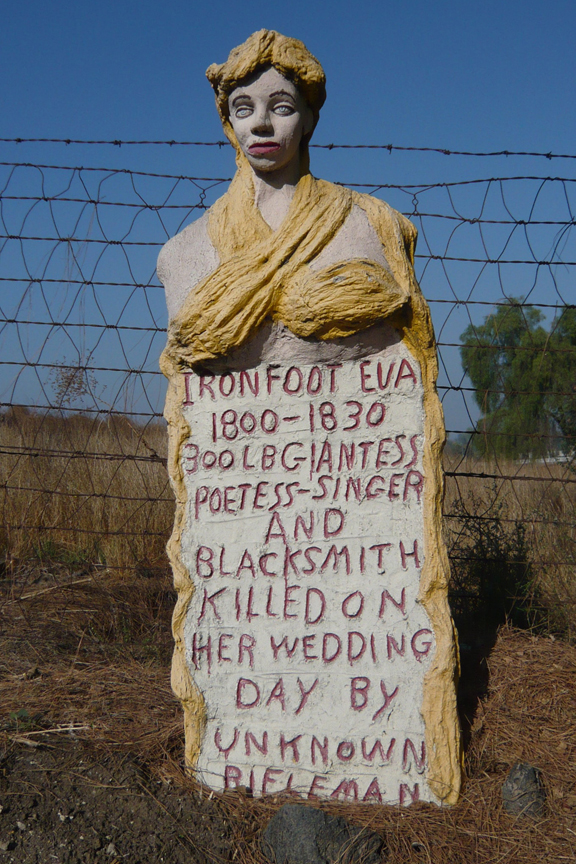 IRONFOOT EVA
1800-1830
300 LB GIANTESS
POETESS-SINGER
AND
BLACKSMITH
KILLED ON
HER WEDDING
DAY BY
UNKNOWN
RIFLEMAN